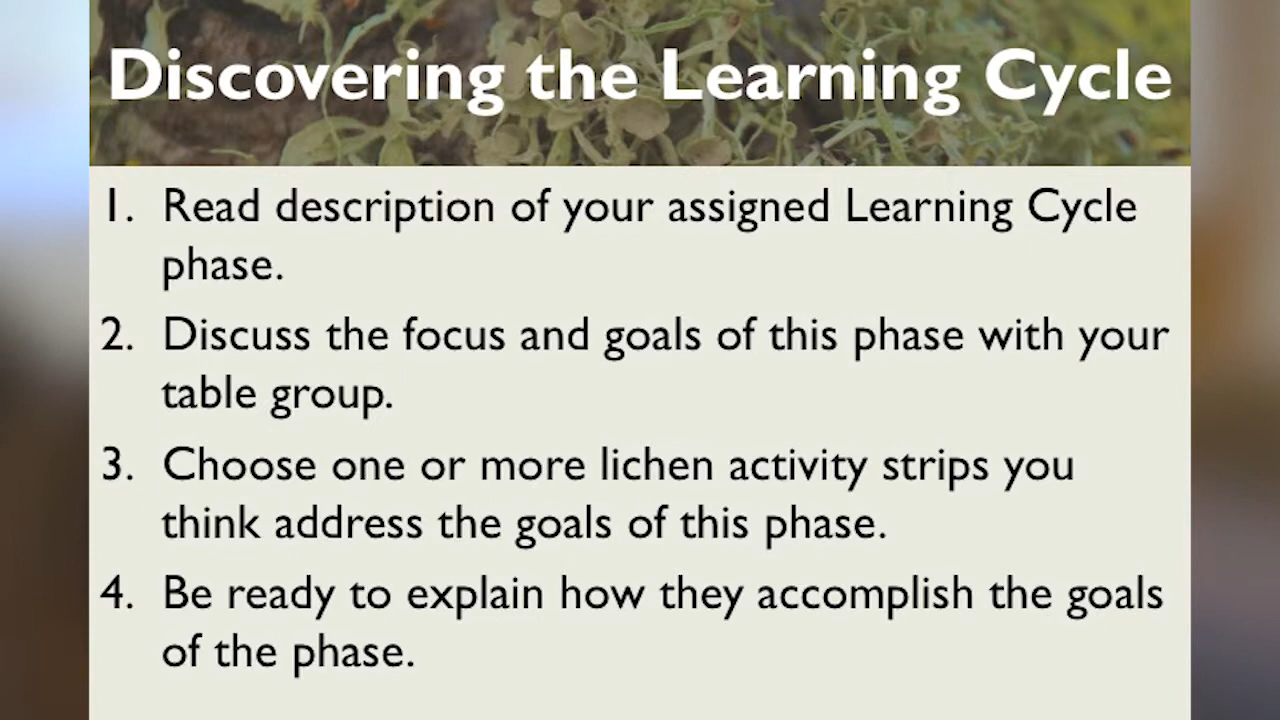 Discovering the Learning Cycle
1. Read description of your assigned Learning Cycle
phase.
2. Discuss the focus and goals of this phase with your
table group.
3. Choose one or more lichen activity strips you
think address the goals of this phase.
4. Be ready to explain how they accomplish the goals
of the phase.